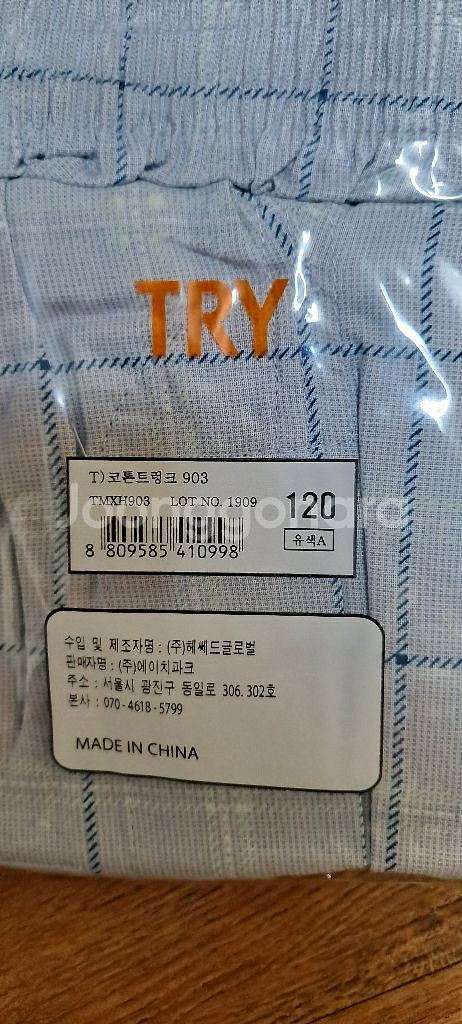 TRY
T)코튼트렁크 903
TMXH903 LOT NO. 1909
120
유색A
8 809585 410998
Joonggonara
수입 및 제조자명 : (주)헤쎄드글로벌
판매자명 : (주)에이치파크
주소 : 서울시 광진구 동일로 306.302호
본사 : 070-4618-5799
MADE IN CHINA